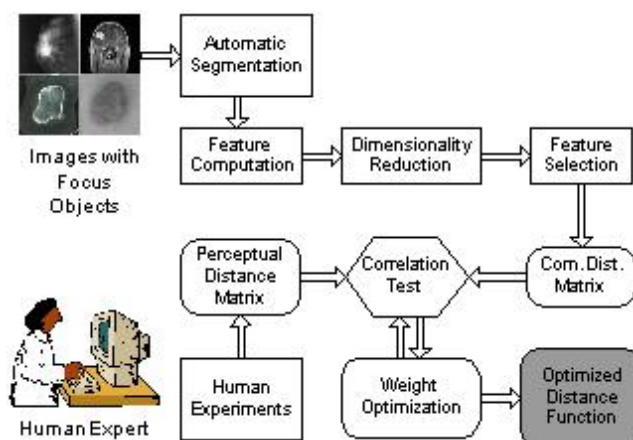 Automatic
Segmentation
Images with
Focus
Objects
Feature
Computation
Dimensionality
Reduction
Feature
Selection
Perceptual
Distance
Matrix
Correlation
Test
Com. Dist.
Matrix
Human Expert
Human
Experiments
Weight
Optimization
Optimized
Distance
Function